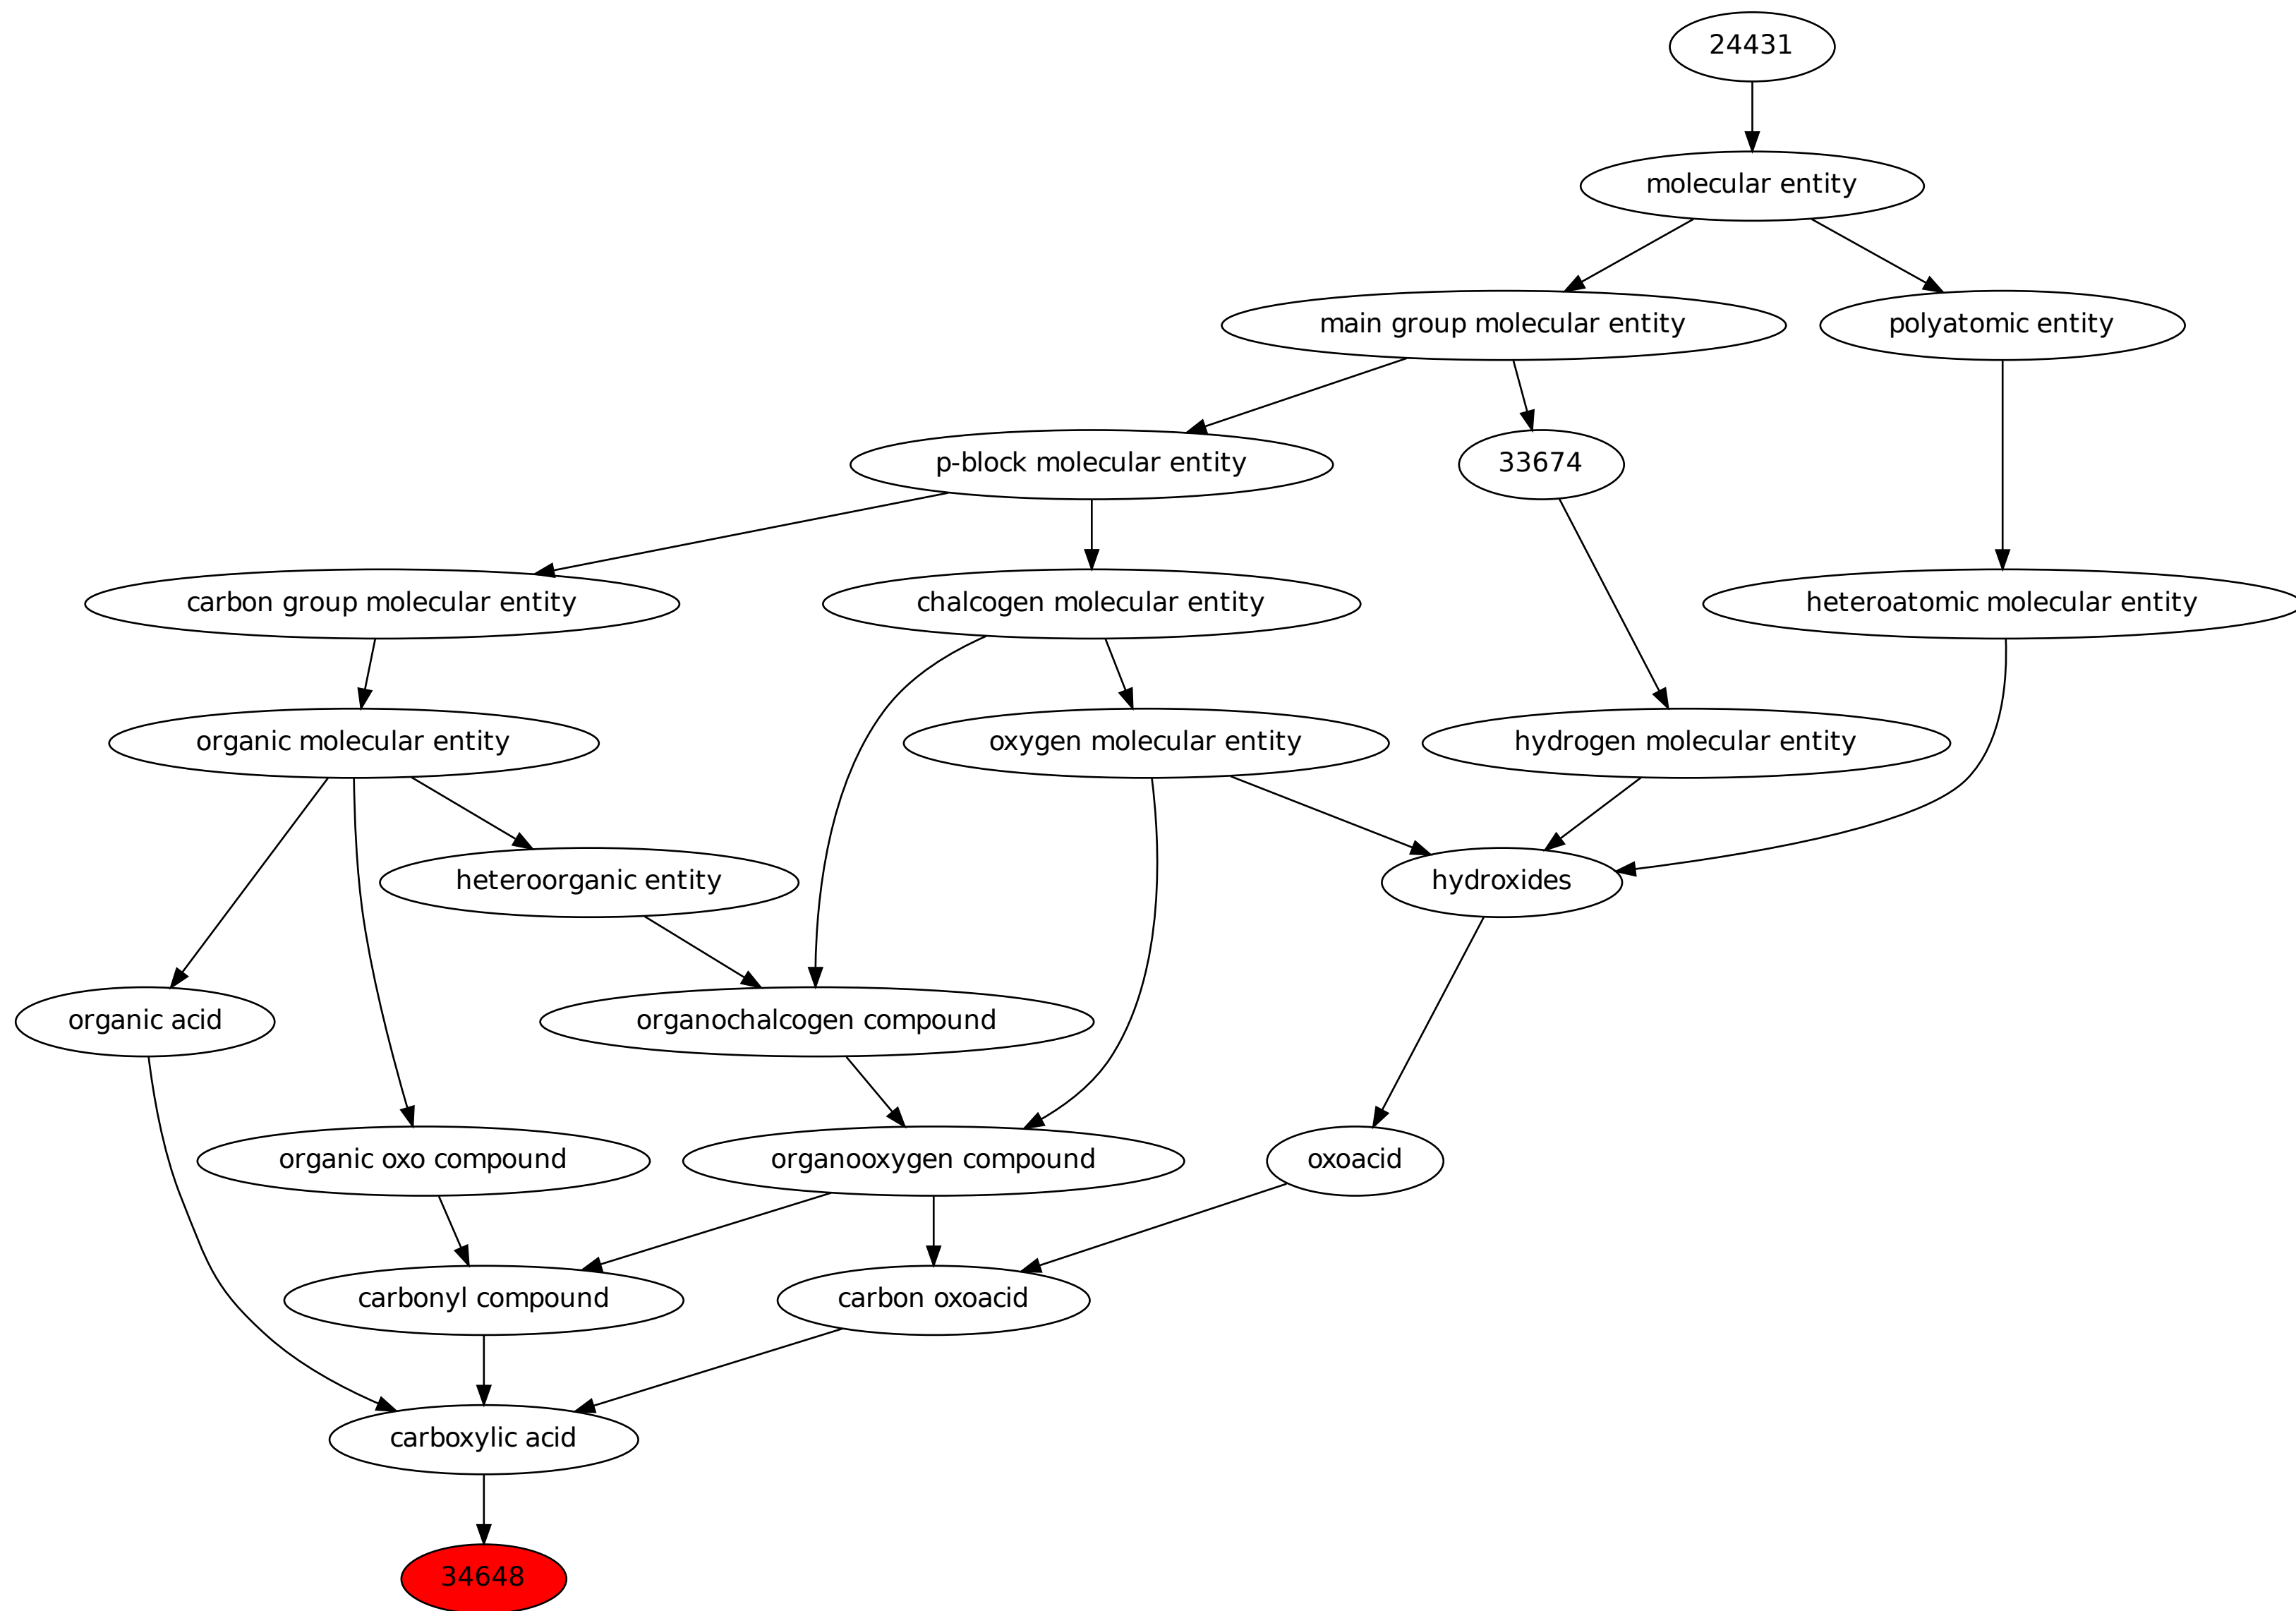 24431
molecular entity
main group molecular entity
polyatomic entity
p-block molecular entity
33674
carbon group molecular entity
chalcogen molecular entity
heteroatomic molecular entity
organic molecular entity
oxygen molecular entity
hydrogen molecular entity
heteroorganic entity
hydroxides
organic acid
organochalcogen compound
organic oxo compound
organooxygen compound
oxoacid
carbonyl compound
carbon oxoacid
carboxylic acid
34648